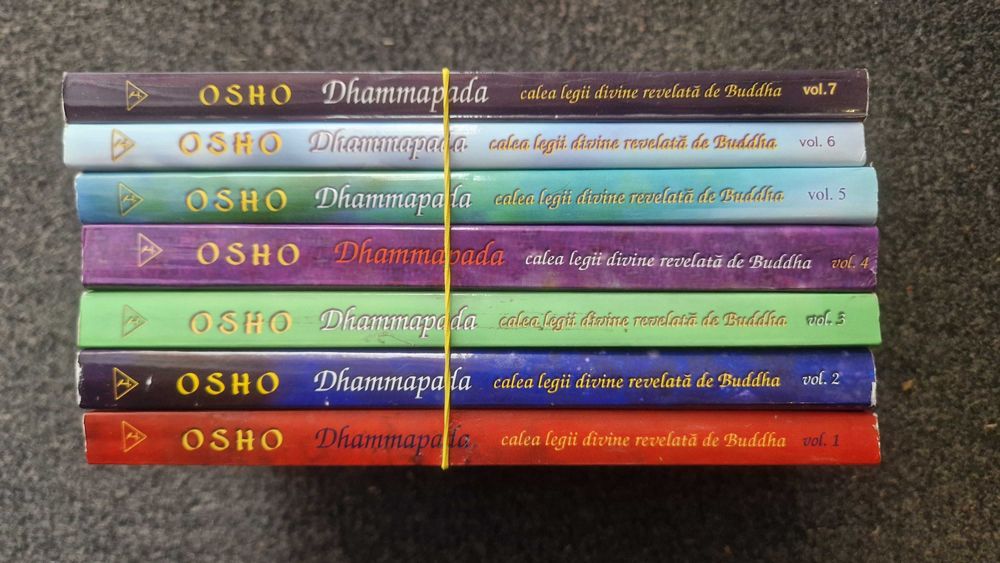 OSHO Dhammapada calea legii divine revelată de Buddha vol.7
OSHO Dhammapada calea legii divine revelată de Buddha vol. 6
OSHO Dhammapada calea legii divine revelată de Buddha vol. 5
OSHO Dhammapada calea legii divine revelată de Buddha vol. 4
OSHO Dhammapada calea legii divine revelată de Buddha vol. 3
OSHO Dhammapada calea legii divine revelată de Buddha vol. 2
OSHO Dhammapada calea legii divine revelată de Buddha vol. 1